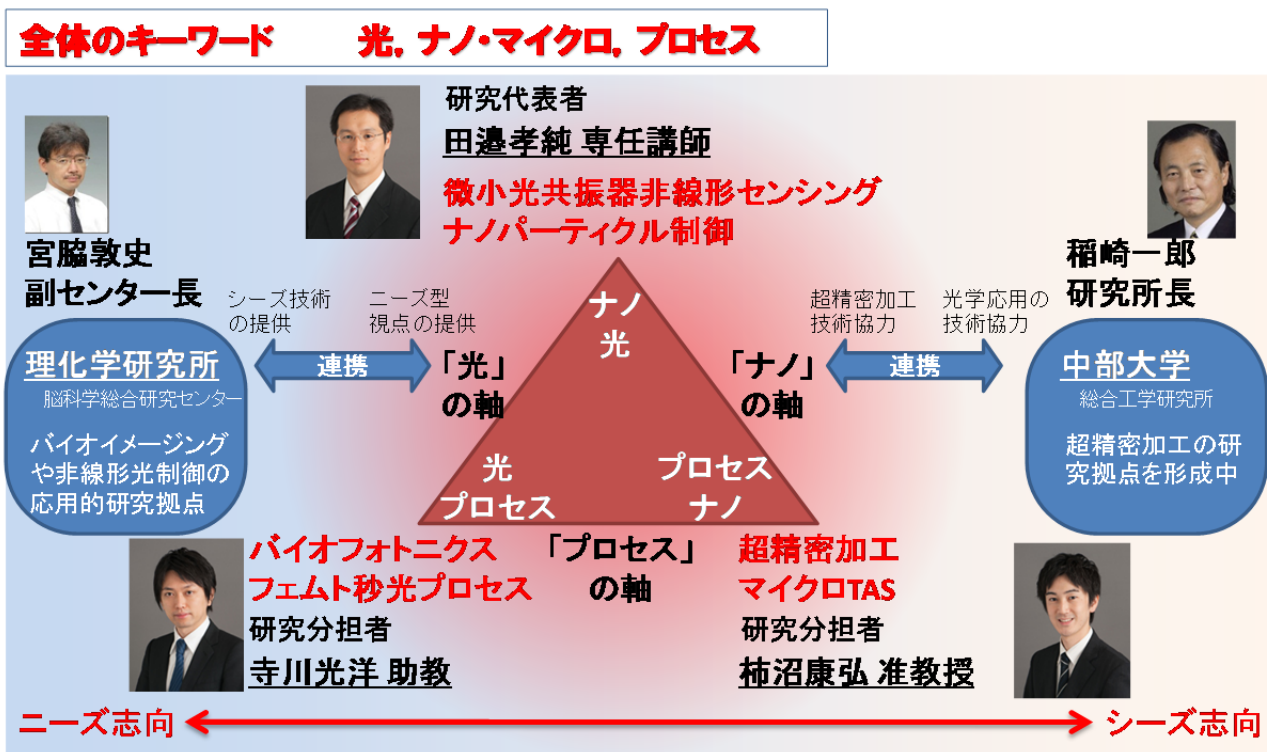 全体のキーワード　　光, ナノ・マイクロ, プロセス
研究代表者
田邉孝純 専任講師
微小光共振器非線形センシング
ナノパーティクル制御
宮脇敦史
副センター長
稲崎一郎
研究所長
シーズ技術
の提供
ニーズ型
視点の提供
超精密加工
技術協力
光学応用の
技術協力
連携
連携
理化学研究所
脳科学総合研究センター
バイオイメージング
や非線形光制御の
応用的研究拠点
「光」
の軸
ナノ
光
「ナノ」
の軸
中部大学
総合工学研究所
超精密加工の研
究拠点を形成中
光
プロセス
プロセス
ナノ
バイオフォトニクス
フェムト秒光プロセス
研究分担者
寺川光洋 助教
「プロセス」
の軸
超精密加工
マイクロTAS
研究分担者
柿沼康弘 准教授
ニーズ志向
シーズ志向